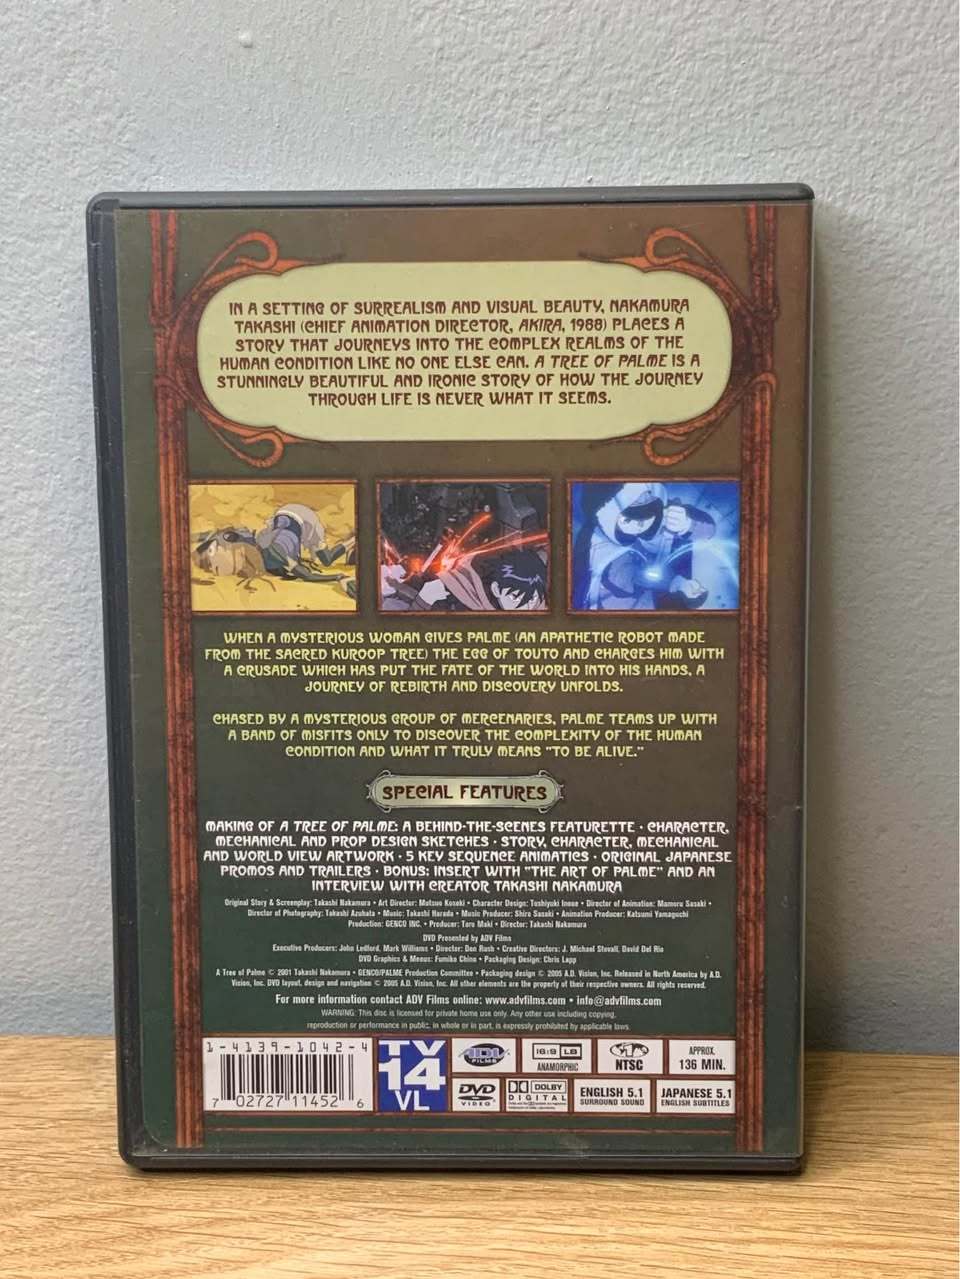 IN A SETTING OF SURREALISM AND VISUAL BEAUTY, NAKAMURA
TAKASHI (CHIEF ANIMATION DIRECTOR, AKIRA, 1988) PLACES A
STORY THAT JOURNEYS INTO THE COMPLEX REALMS OF THE
HUMAN CONDITION LIKE NO ONE ELSE CAN. A TREE OF PALME IS A
STUNNINGLY BEAUTIFUL AND IRONIC STORY OF HOW THE JOURNEY
THROUGH LIFE IS NEVER WHAT IT SEEMS.
WHEN A MYSTERIOUS WOMAN GIVES PALME (AN APATHETIC ROBOT MADE
FROM THE SACRED KUROOP TREE) THE EGG OF TOUTO AND CHARGES HIM WITH
A CRUSADE WHICH HAS PUT THE FATE OF THE WORLD INTO HIS HANDS, A
JOURNEY OF REBIRTH AND DISCOVERY UNFOLDS.
CHASED BY A MYSTERIOUS GROUP OF MERCENARIES, PALME TEAMS UP WITH
A BAND OF MISFITS ONLY TO DISCOVER THE COMPLEXITY OF THE HUMAN
CONDITION AND WHAT IT TRULY MEANS "TO BE ALIVE."
SPECIAL FEATURES
MAKING OF A TREE OF PALME: A BEHIND-THE-SCENES FEATURETTE • CHARACTER,
MECHANICAL AND PROP DESIGN SKETCHES • STORY, CHARACTER, MECHANICAL
AND WORLD VIEW ARTWORK • 5 KEY SEQUENCE ANIMATICS • ORIGINAL JAPANESE
PROMOS AND TRAILERS • BONUS: INSERT WITH "THE ART OF PALME" AND AN
INTERVIEW WITH CREATOR TAKASHI NAKAMURA
Original Story & Screenplay: Takashi Nakamura • Art Director: Mutsuo Koseki • Character Design: Toshiyuki Inoue • Director of Animation: Mamoru Sasaki •
Director of Photography: Takashi Azuhata • Music: Takashi Harada • Music Producer: Shiro Sasaki • Animation Producer: Katsumi Yamaguchi
Production: GENCO INC. • Producer: Taro Maki • Director: Takashi Nakamura
DVD Presented by ADV Films
Executive Producers: John Ledford, Mark Williams • Director: Don Rush • Creative Directors: J. Michael Stovall, David Del Rio
DVD Graphics & Menus: Fumiko Chino • Packaging Design: Chris Lapp
A Tree of Palme © 2001 Takashi Nakamura • GENCO/PALME Production Committee • Packaging design © 2005 A.D. Vision, Inc. Released in North America by A.D.
Vision, Inc. DVD layout, design and navigation © 2005 A.D. Vision, Inc. All other elements are the property of their respective owners. All rights reserved.
For more information contact ADV Films online: www.advfilms.com • info@advfilms.com
WARNING: This disc is licensed for private home use only. Any other use including copying,
reproduction or performance in public, in whole or in part, is expressly prohibited by applicable laws.
1-4139-1042-4
7 02727 11452 6
TV
14
VL
ADV
FILMS
16:9 LB
ANAMORPHIC
NTSC
APPROX.
136 MIN.
DVD
VIDEO
DOLBY
DIGITAL
ENGLISH 5.1
SURROUND SOUND
JAPANESE 5.1
ENGLISH SUBTITLES